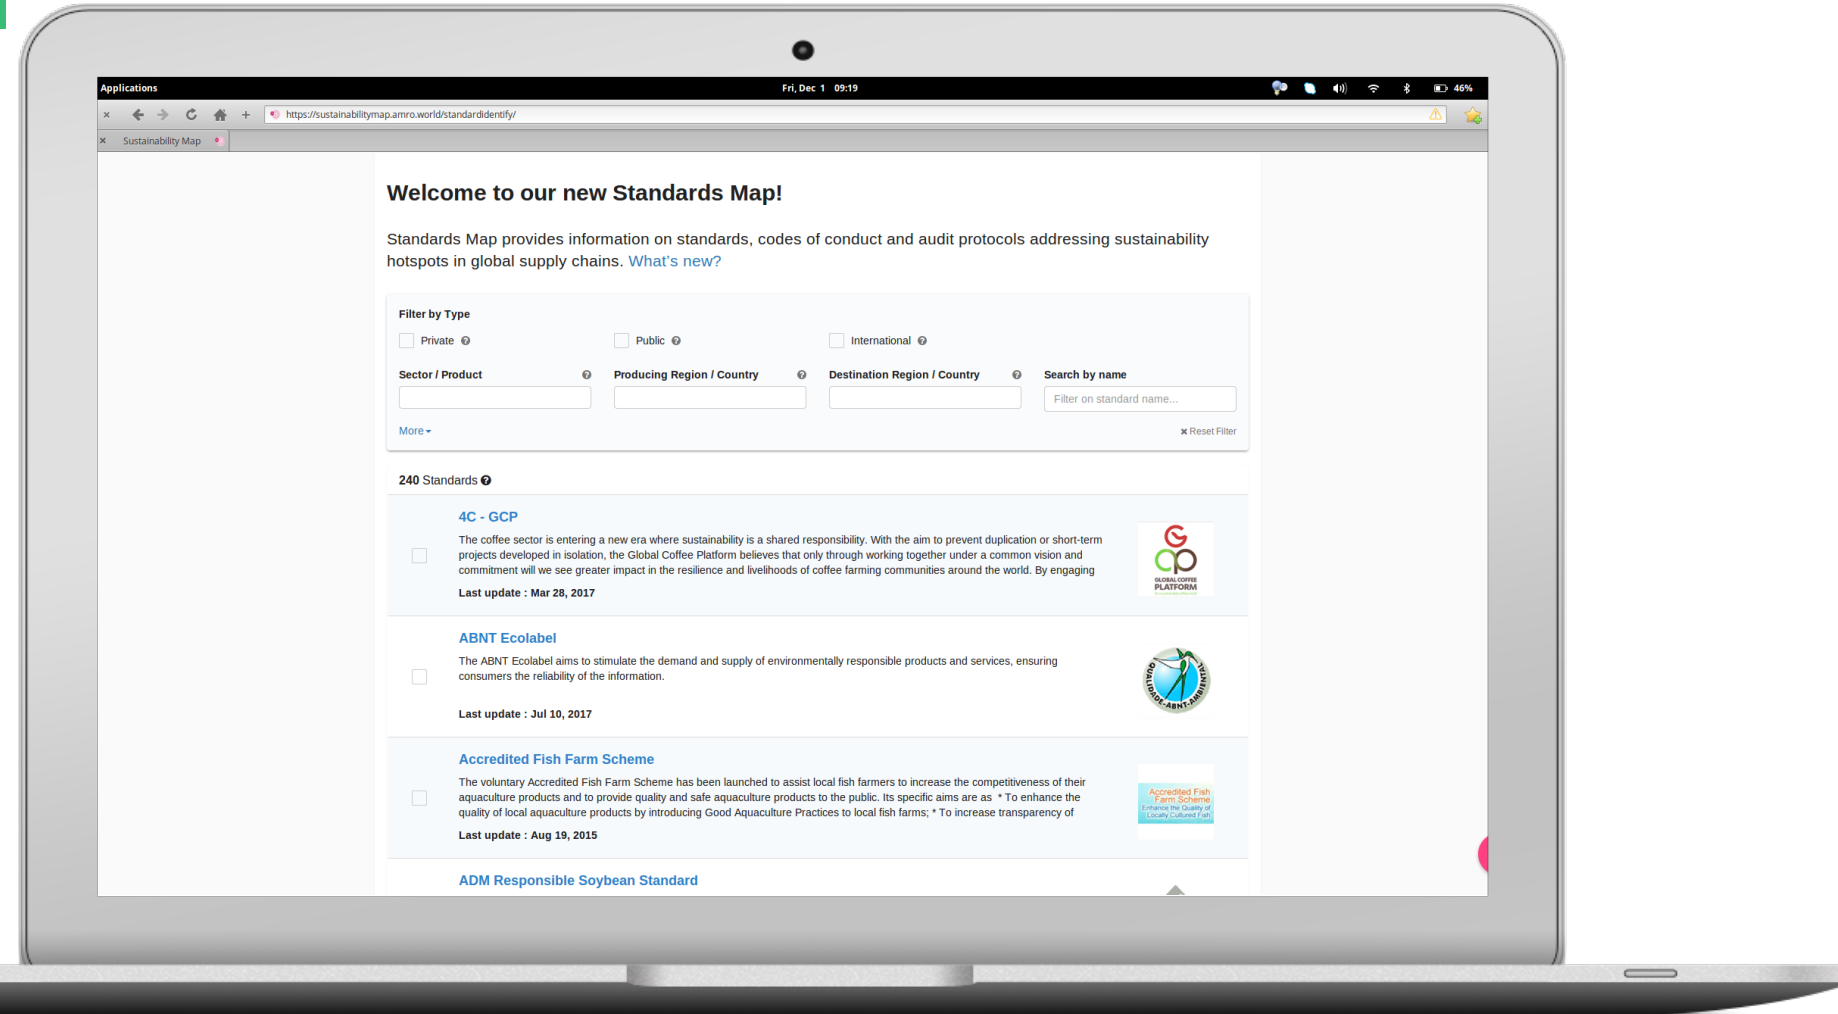 Applications
Fri, Dec 1 09:19
46%
https://sustainabilitymap.amro.world/standardidentify/
Sustainability Map
Welcome to our new Standards Map!
Standards Map provides information on standards, codes of conduct and audit protocols addressing sustainability
hotspots in global supply chains. What's new?
Filter by Type
Private
Public
International
Sector / Product
Producing Region / Country
Destination Region / Country
Search by name
Filter on standard name...
More
Reset Filter
240 Standards
4C - GCP
The coffee sector is entering a new era where sustainability is a shared responsibility. With the aim to prevent duplication or short-term
projects developed in isolation, the Global Coffee Platform believes that only through working together under a common vision and
commitment will we see greater impact in the resilience and livelihoods of coffee farming communities around the world. By engaging
Last update : Mar 28, 2017
GLOBAL COFFEE
PLATFORM
ABNT Ecolabel
The ABNT Ecolabel aims to stimulate the demand and supply of environmentally responsible products and services, ensuring
consumers the reliability of the information.
Last update : Jul 10, 2017
QUALIDADE-ABNT-AMBIENTAL
Accredited Fish Farm Scheme
The voluntary Accredited Fish Farm Scheme has been launched to assist local fish farmers to increase the competitiveness of their
aquaculture products and to provide quality and safe aquaculture products to the public. Its specific aims are as * To enhance the
quality of local aquaculture products by introducing Good Aquaculture Practices to local fish farms; * To increase transparency of
Last update : Aug 19, 2015
Accredited Fish
Farm Scheme
Enhance the Quality of
Locally Cultured Fish
ADM Responsible Soybean Standard